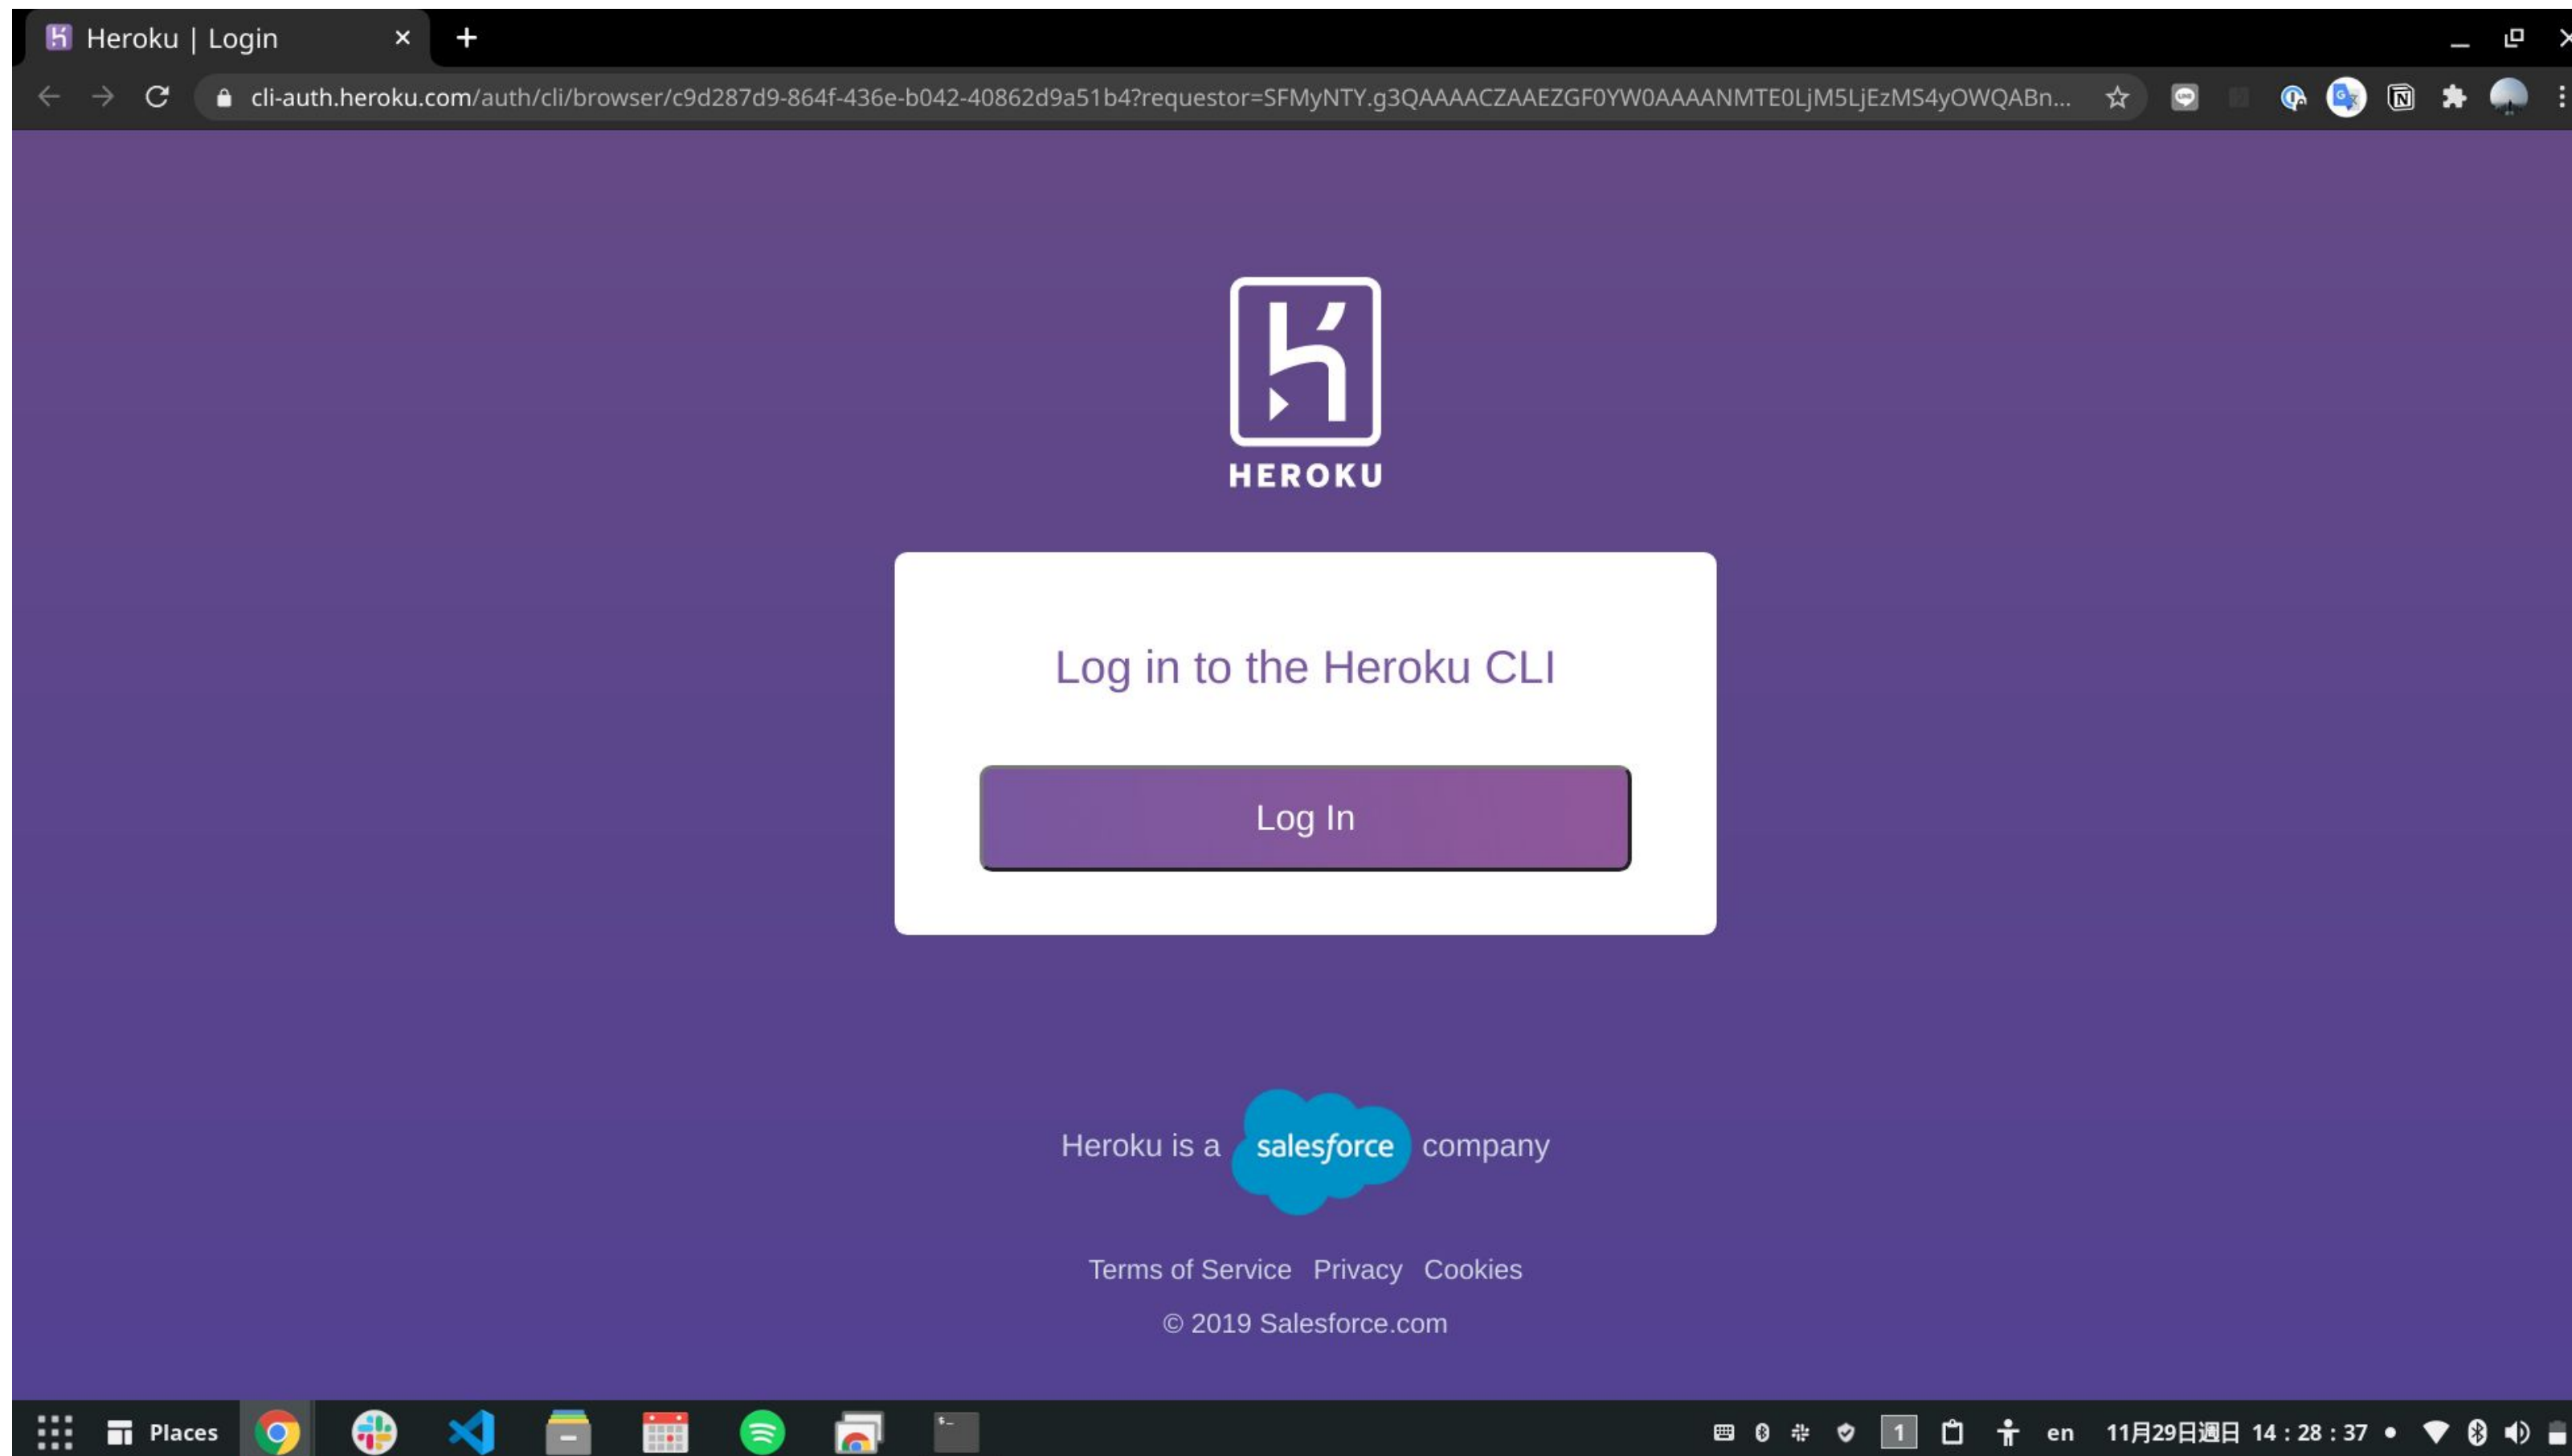 Heroku | Login
cli-auth.heroku.com/auth/cli/browser/c9d287d9-864f-436e-b042-40862d9a51b4?requestor=SFMyNTY.g3QAAAACZAAEZGF0YW0AAAANMTE0LjM5LjEzMS4yOWQABn...
HEROKU
Log in to the Heroku CLI
Log In
Heroku is a salesforce company
Terms of Service Privacy Cookies
© 2019 Salesforce.com
Places 1 en 11月29日週日 14：28：37